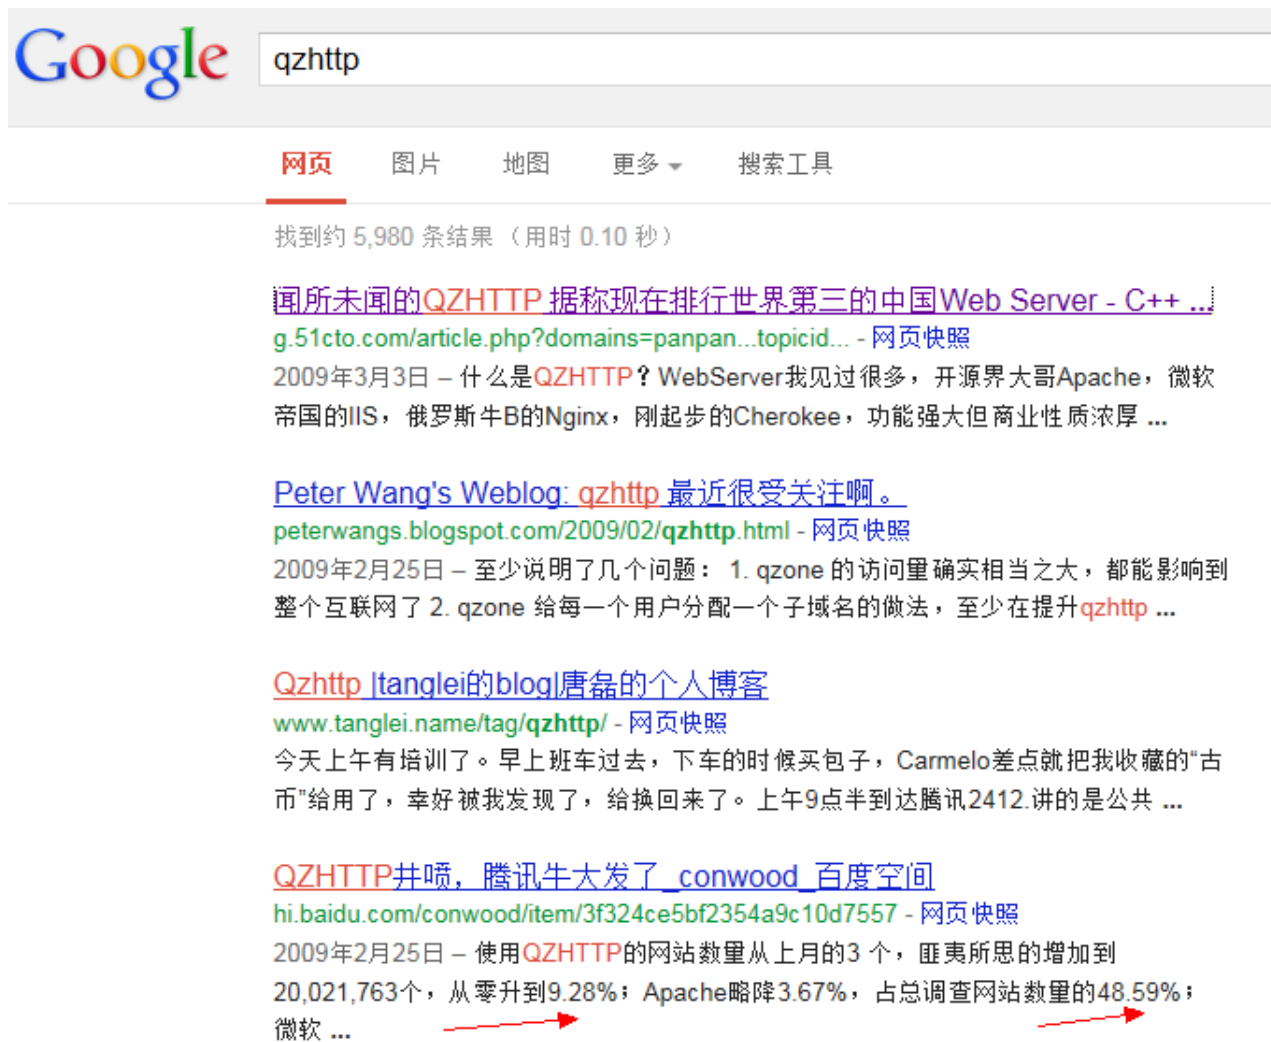 Google
qzhttp
网页 图片 地图 更多 搜索工具
找到约 5,980 条结果 （用时 0.10 秒）
闻所未闻的QZHTTP 据称现在排行世界第三的中国Web Server - C++ ...
g.51cto.com/article.php?domains=panpan...topicid... - 网页快照
2009年3月3日 – 什么是QZHTTP？WebServer我见过很多，开源界大哥Apache，微软
帝国的IIS，俄罗斯牛B的Nginx，刚起步的Cherokee，功能强大但商业性质浓厚 ...
Peter Wang's Weblog: qzhttp 最近很受关注啊。
peterwangs.blogspot.com/2009/02/qzhttp.html - 网页快照
2009年2月25日 – 至少说明了几个问题： 1. qzone 的访问量确实相当之大，都能影响到
整个互联网了 2. qzone 给每一个用户分配一个子域名的做法，至少在提升qzhttp ...
Qzhttp |tanglei的blog|唐磊的个人博客
www.tanglei.name/tag/qzhttp/ - 网页快照
今天上午有培训了。早上班车过去，下车的时候买包子，Carmelo差点就把我收藏的“古
币”给用了，幸好被我发现了，给换回来了。上午9点半到达腾讯2412.讲的是公共 ...
QZHTTP井喷，腾讯牛大发了_conwood_百度空间
hi.baidu.com/conwood/item/3f324ce5bf2354a9c10d7557 - 网页快照
2009年2月25日 – 使用QZHTTP的网站数量从上月的3 个，匪夷所思的增加到
20,021,763个，从零升到9.28%；Apache略降3.67%，占总调查网站数量的48.59%；
微软 ...